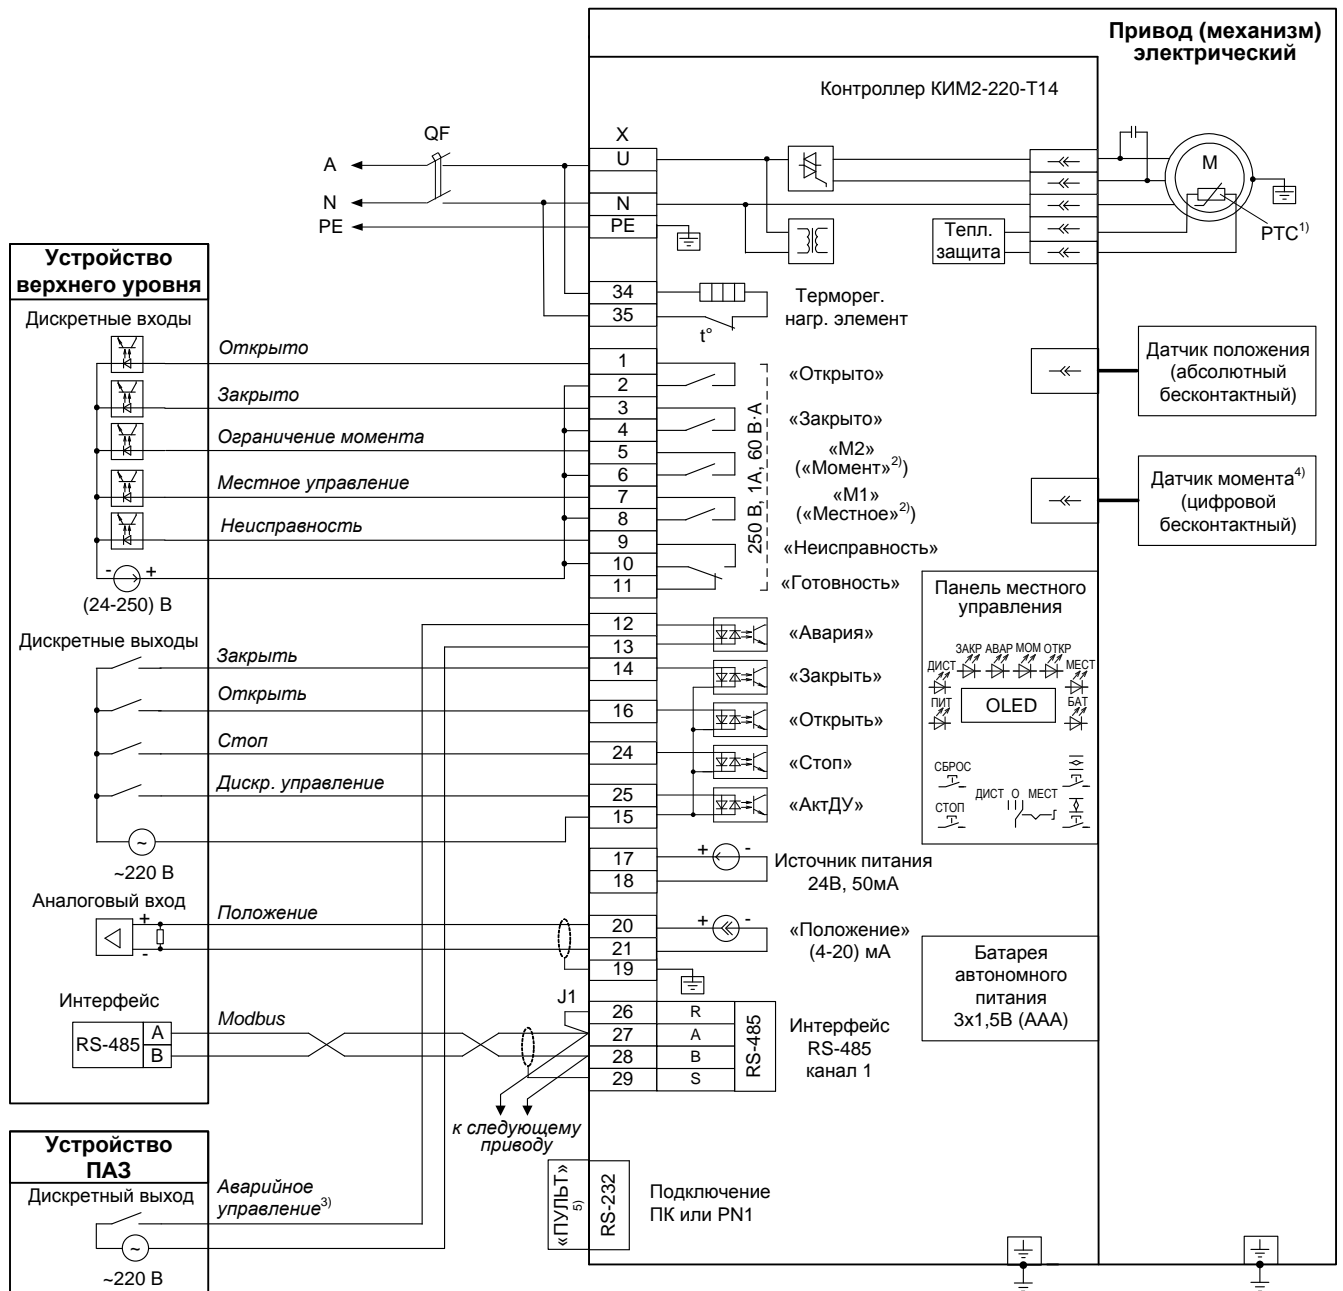 Привод (механизм)
электрический
Контроллер КИМ2-220-Т14
QF
X
A
U
N
N
PE
PE
M
Тепл.
защита
PTC1)
34
35
t°
Терморег.
нагр. элемент
Устройство
верхнего уровня
Дискретные входы
Открыто
Закрыто
Ограничение момента
Местное управление
Неисправность
- +
(24-250) В
1
2
3
4
5
6
7
8
9
10
11
«Открыто»
«Закрыто»
«М2»
(«Момент»2))
«М1»
(«Местное»2))
«Неисправность»
«Готовность»
250 В, 1А, 60 В·А
Датчик положения
(абсолютный
бесконтактный)
Датчик момента4)
(цифровой
бесконтактный)
Дискретные выходы
Закрыть
Открыть
Стоп
Дискр. управление
~
~220 В
12
13
14
16
24
25
15
«Авария»
«Закрыть»
«Открыть»
«Стоп»
«АктДУ»
Панель местного
управления
ЗАКР АВАР МОМ ОТКР
ДИСТ
МЕСТ
ПИТ
OLED
БАТ
СБРОС
ДИСТ О МЕСТ
СТОП
17
18
+ -
Источник питания
24В, 50мА
Аналоговый вход
+
-
Положение
20
21
19
+ -
«Положение»
(4-20) мА
Батарея
автономного
питания
3х1,5В (ААА)
Интерфейс
RS-485
A
B
Modbus
J1
26
27
28
29
R
A
B
S
RS-485
Интерфейс
RS-485
канал 1
к следующему
приводу
Устройство
ПАЗ
Дискретный выход
Аварийное
управление3)
~
~220 В
«ПУЛЬТ»
5)
RS-232
Подключение
ПК или PN1